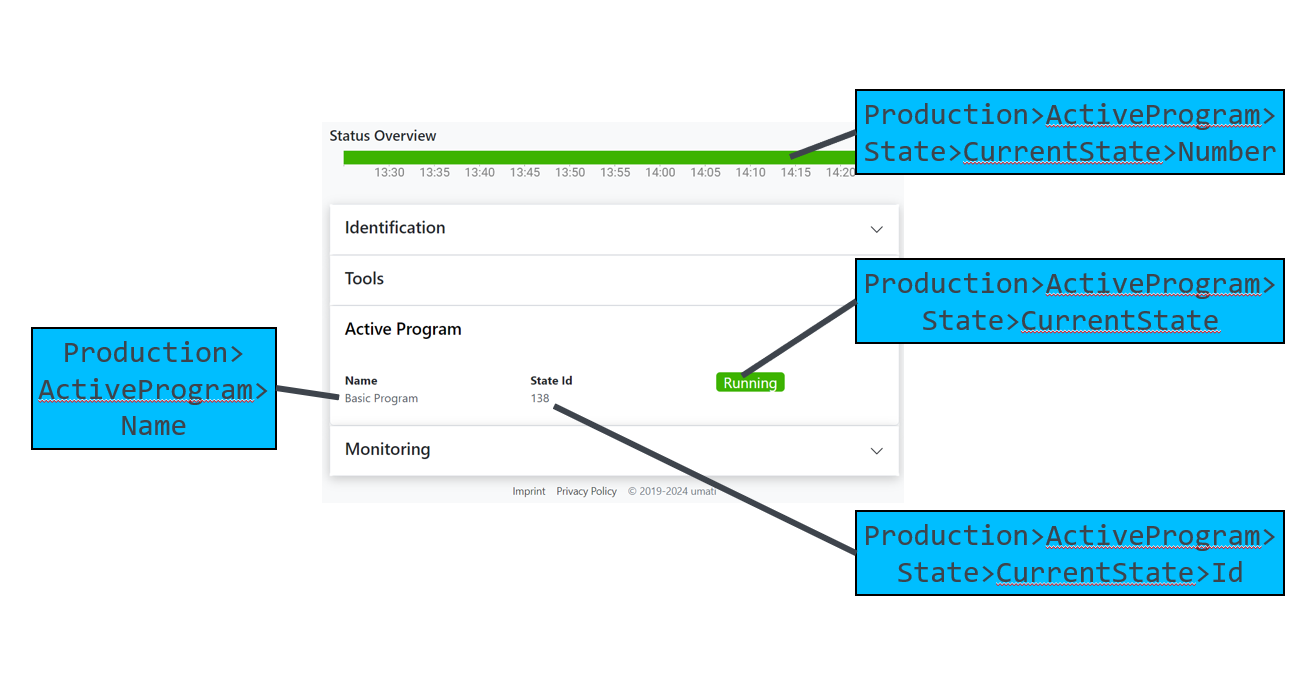 Production>ActiveProgram>
State>CurrentState>Number
Status Overview
13:30 13:35 13:40 13:45 13:50 13:55 14:00 14:05 14:10 14:15 14:20
Identification
Tools
Production>ActiveProgram>
State>CurrentState
Active Program
Production>
ActiveProgram>
Name
Name State Id Running
Basic Program 138
Monitoring
Imprint Privacy Policy © 2019-2024 umati
Production>ActiveProgram>
State>CurrentState>Id